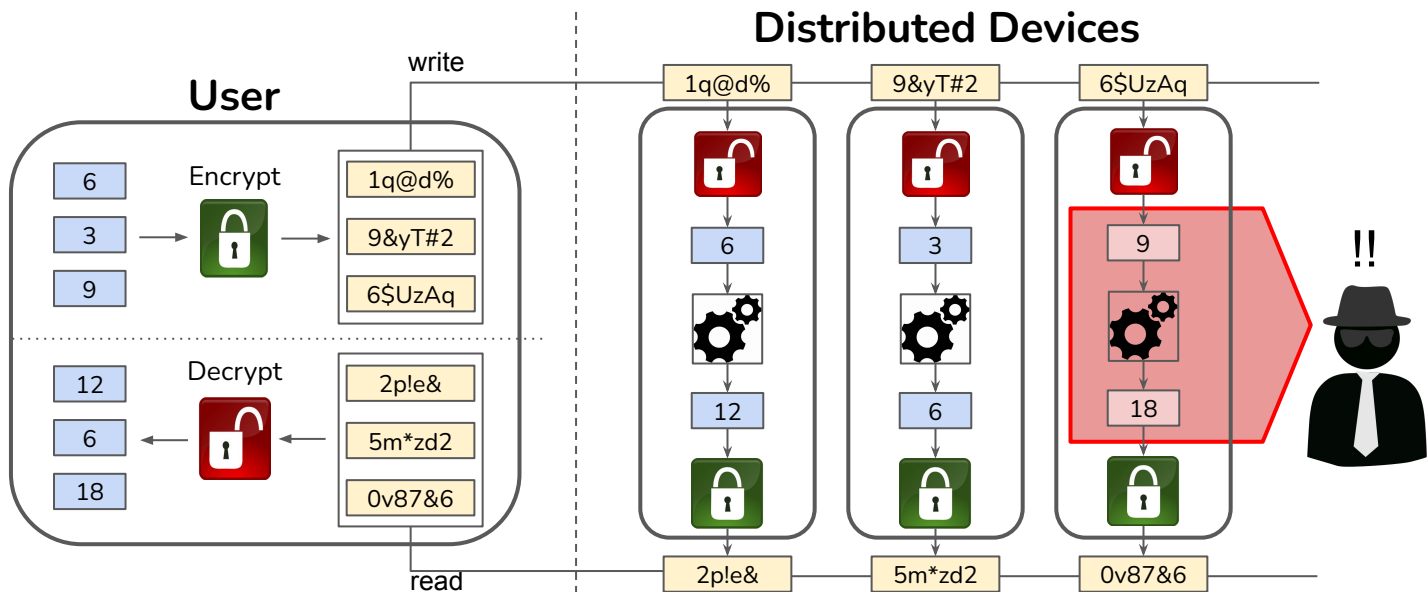 Distributed Devices
User
write
6
3
9
Encrypt
1q@d%
9&yT#2
6$UzAq
12
6
18
Decrypt
2p!e&
5m*zd2
0v87&6
read
1q@d%
9&yT#2
6$UzAq
6
3
9
12
6
18
2p!e&
5m*zd2
0v87&6
!!